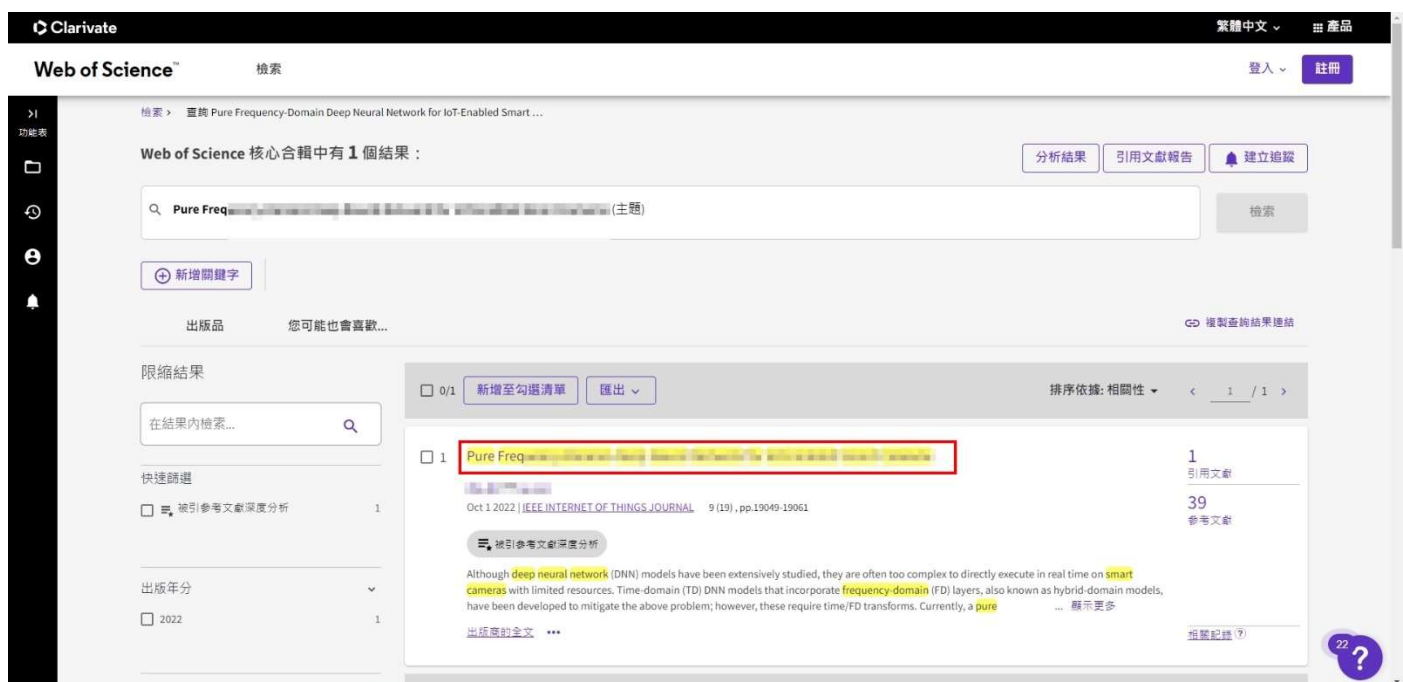 Clarivate 繁體中文 產品
Web of Science™ 檢索 登入 註冊
功能表
檢索 › 查詢 Pure Frequency-Domain Deep Neural Network for IoT-Enabled Smart …
Web of Science 核心合輯中有 1 個結果：
分析結果 引用文獻報告 建立追蹤
Pure Freq (主題)
檢索
新增關鍵字
出版品 您可能也會喜歡...
複製查詢結果連結
限縮結果
在結果內檢索...
快速篩選
被引參考文獻深度分析 1
出版年分
2022 1
0/1 新增至勾選清單 匯出 排序依據: 相關性 ‹ 1 / 1 ›
1 Pure Freq
Oct 1 2022 | IEEE INTERNET OF THINGS JOURNAL 9 (19) , pp.19049-19061
被引參考文獻深度分析
Although deep neural network (DNN) models have been extensively studied, they are often too complex to directly execute in real time on smart
cameras with limited resources. Time-domain (TD) DNN models that incorporate frequency-domain (FD) layers, also known as hybrid-domain models,
have been developed to mitigate the above problem; however, these require time/FD transforms. Currently, a pure ... 顯示更多
出版商的全文 •••
1
引用文獻
39
參考文獻
相關記錄 ?
22
?